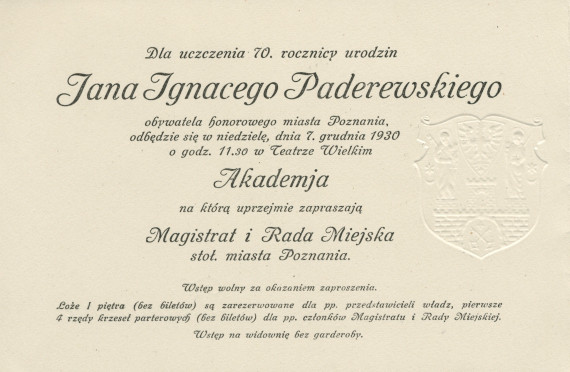 Dla uczczenia 70. rocznicy urodzin
Jana Ignacego Paderewskiego
obywatela honorowego miasta Poznania,
odbędzie się w niedzielę, dnia 7. grudnia 1930
o godz. 11.30 w Teatrze Wielkim
Akademja
na którą uprzejmie zapraszają
Magistrat i Rada Miejska
stoł. miasta Poznania.
Wstęp wolny za okazaniem zaproszenia.
Loże I piętra (bez biletów) są zarezerwowane dla pp. przedstawicieli władz, pierwsze
4 rzędy krzeseł parterowych (bez biletów) dla pp. członków Magistratu i Rady Miejskiej.
Wstęp na widownię bez garderoby.